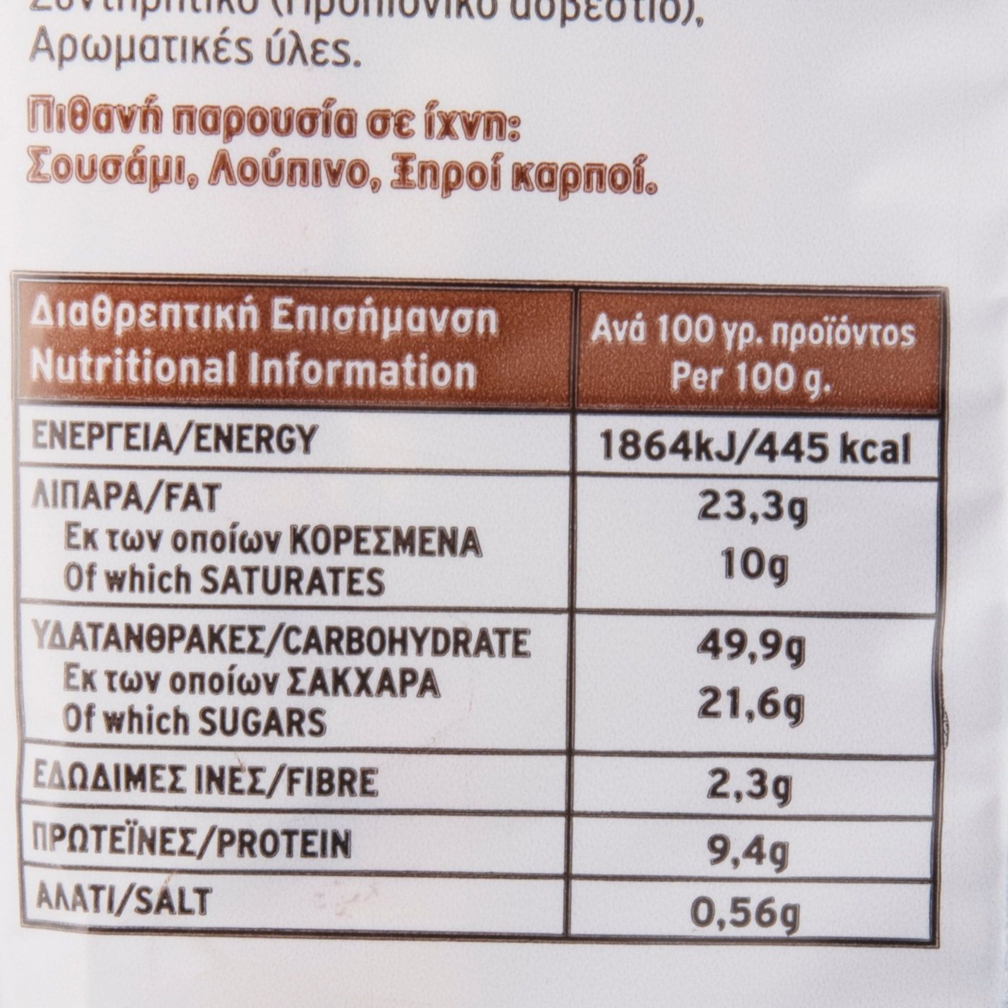 Συντηρητικό (Προπιονικό ασβέστιο),
Αρωματικές ύλες.
Πιθανή παρουσία σε ίχνη:
Σουσάμι, Λούπινο, Ξηροί καρποί.
Διαθρεπτική Επισήμανση
Nutritional Information
Ανά 100 γρ. προϊόντος
Per 100 g.
ΕΝΕΡΓΕΙΑ/ENERGY
1864kJ/445 kcal
ΛΙΠΑΡΑ/FAT
23,3g
Εκ των οποίων ΚΟΡΕΣΜΕΝΑ
Of which SATURATES
10g
ΥΔΑΤΑΝΘΡΑΚΕΣ/CARBOHYDRATE
49,9g
Εκ των οποίων ΣΑΚΧΑΡΑ
Of which SUGARS
21,6g
ΕΔΩΔΙΜΕΣ ΙΝΕΣ/FIBRE
2,3g
ΠΡΩΤΕΪΝΕΣ/PROTEIN
9,4g
ΑΛΑΤΙ/SALT
0,56g